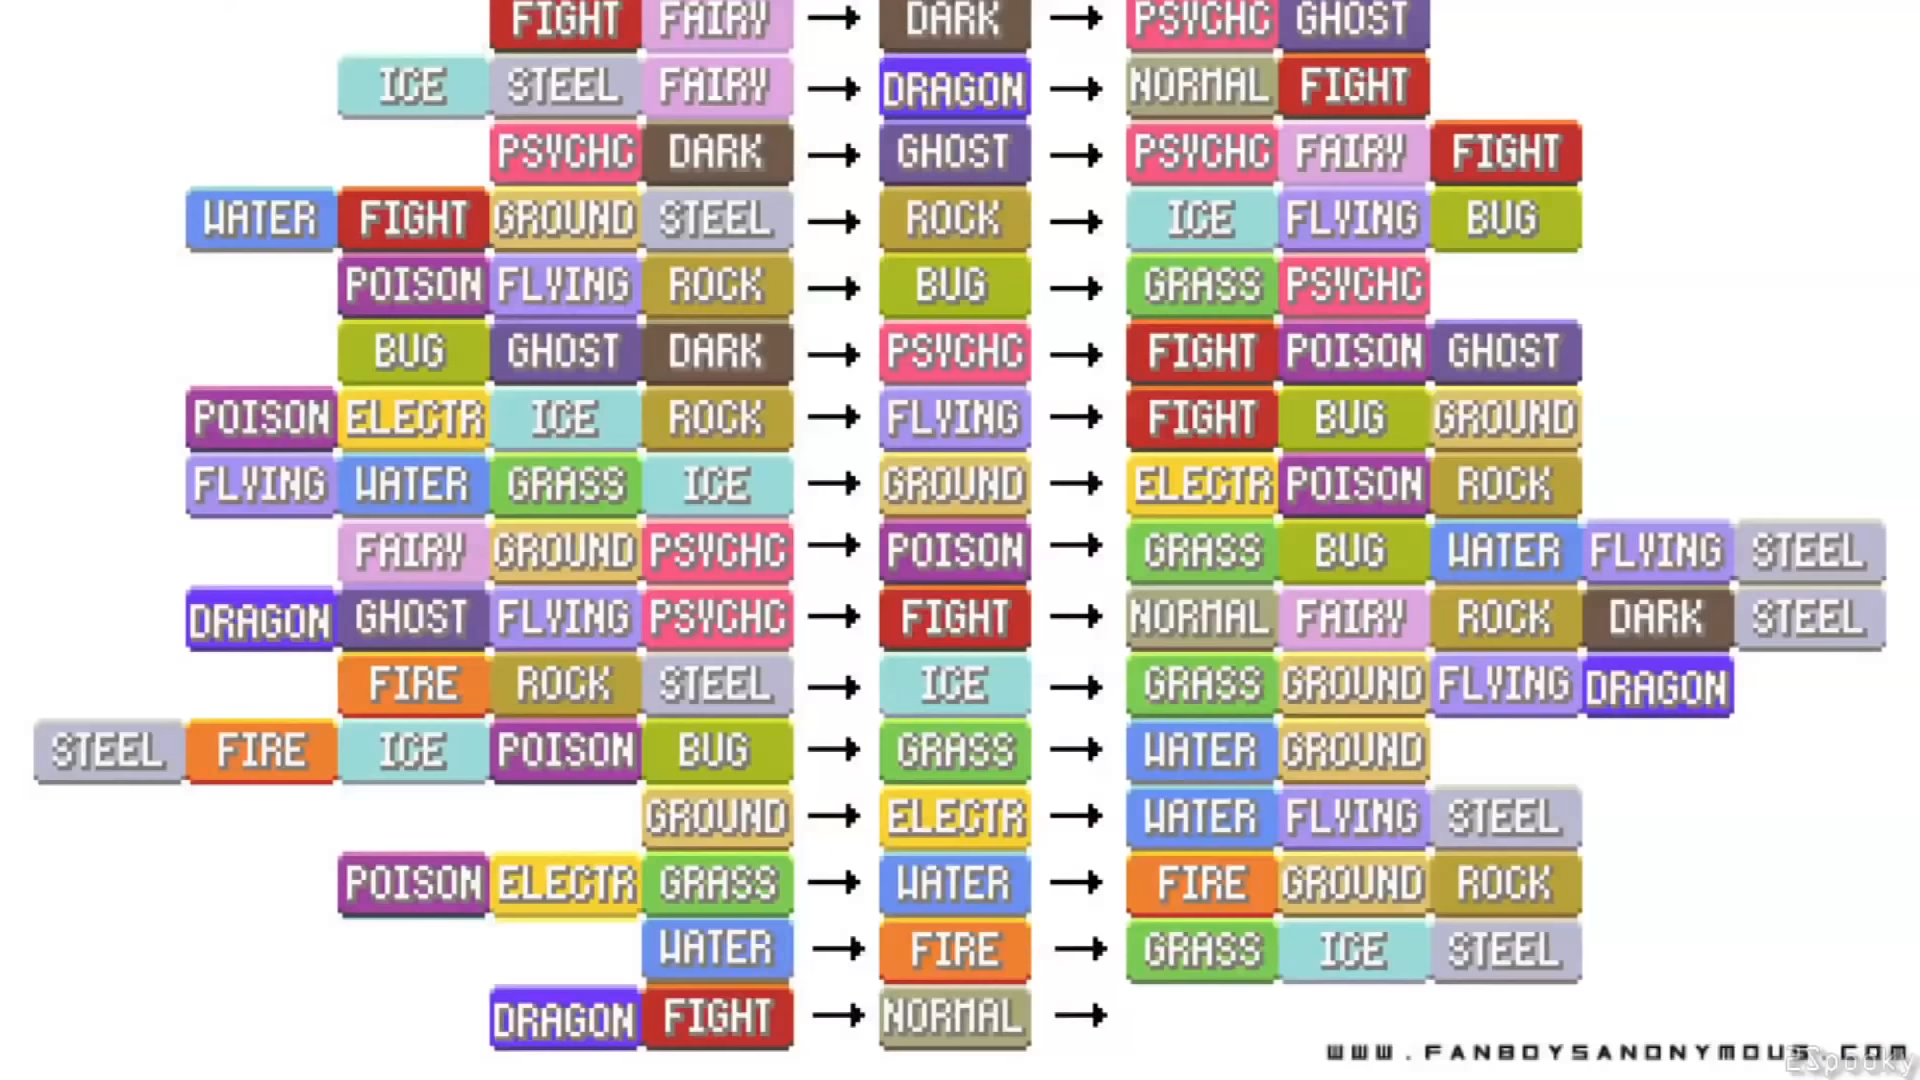 FIGHT FAIRY → DARK → PSYCHC GHOST
ICE STEEL FAIRY → DRAGON → NORMAL FIGHT
PSYCHC DARK → GHOST → PSYCHC FAIRY FIGHT
WATER FIGHT GROUND STEEL → ROCK → ICE FLYING BUG
POISON FLYING ROCK → BUG → GRASS PSYCHC
BUG GHOST DARK → PSYCHC → FIGHT POISON GHOST
POISON ELECTR ICE ROCK → FLYING → FIGHT BUG GROUND
FLYING WATER GRASS ICE → GROUND → ELECTR POISON ROCK
FAIRY GROUND PSYCHC → POISON → GRASS BUG WATER FLYING STEEL
DRAGON GHOST FLYING PSYCHC → FIGHT → NORMAL FAIRY ROCK DARK STEEL
FIRE ROCK STEEL → ICE → GRASS GROUND FLYING DRAGON
STEEL FIRE ICE POISON BUG → GRASS → WATER GROUND
GROUND → ELECTR → WATER FLYING STEEL
POISON ELECTR GRASS → WATER → FIRE GROUND ROCK
WATER → FIRE → GRASS ICE STEEL
DRAGON FIGHT → NORMAL →
WWW.FANBOYSANONYMOUS.COM
ESpooky